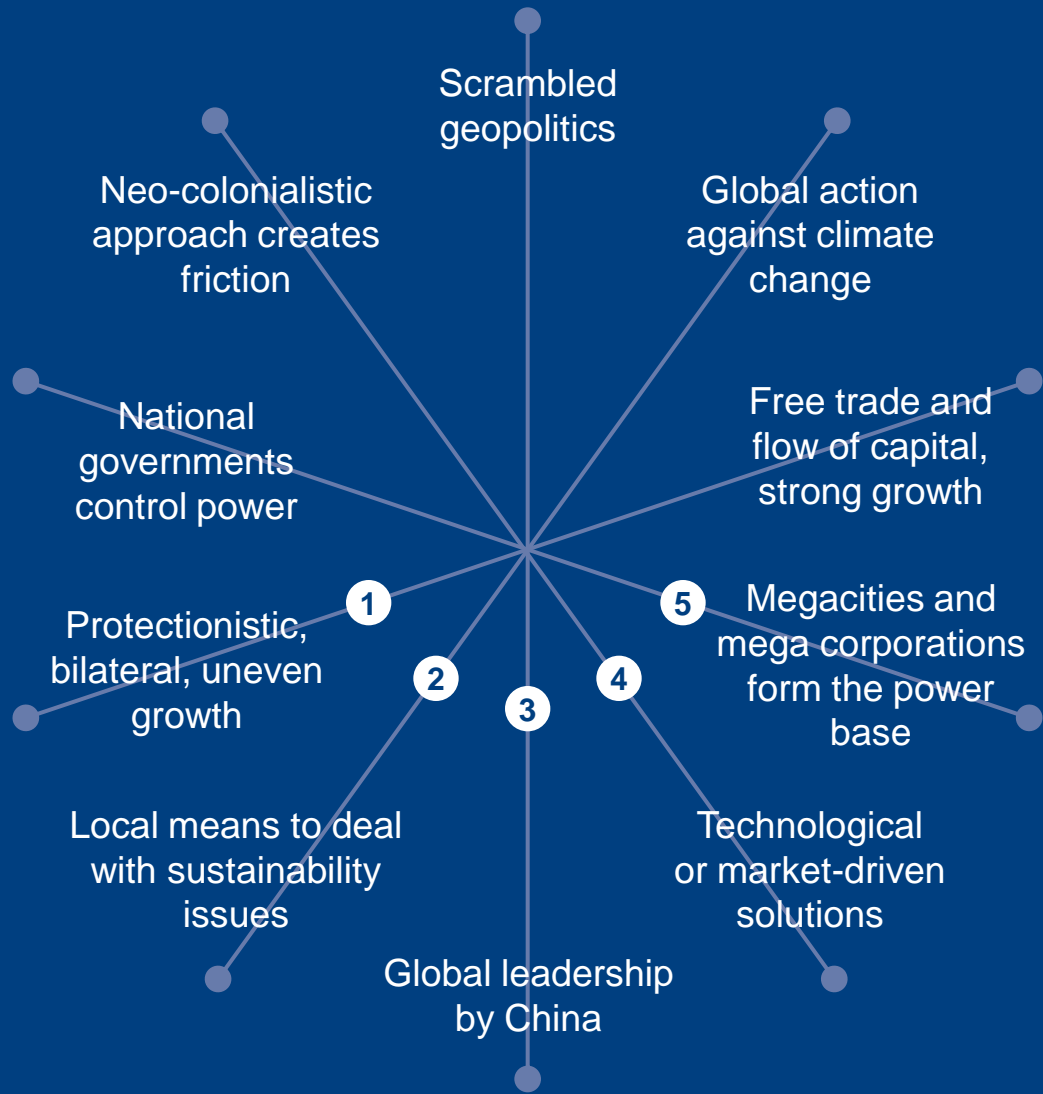 Scrambled
geopolitics
Neo-colonialistic
approach creates
friction
Global action
against climate
change
National
governments
control power
Free trade and
flow of capital,
strong growth
1
5
Protectionistic,
bilateral, uneven
growth
Megacities and
mega corporations
form the power
base
2
4
3
Local means to deal
with sustainability
issues
Technological
or market-driven
solutions
Global leadership
by China